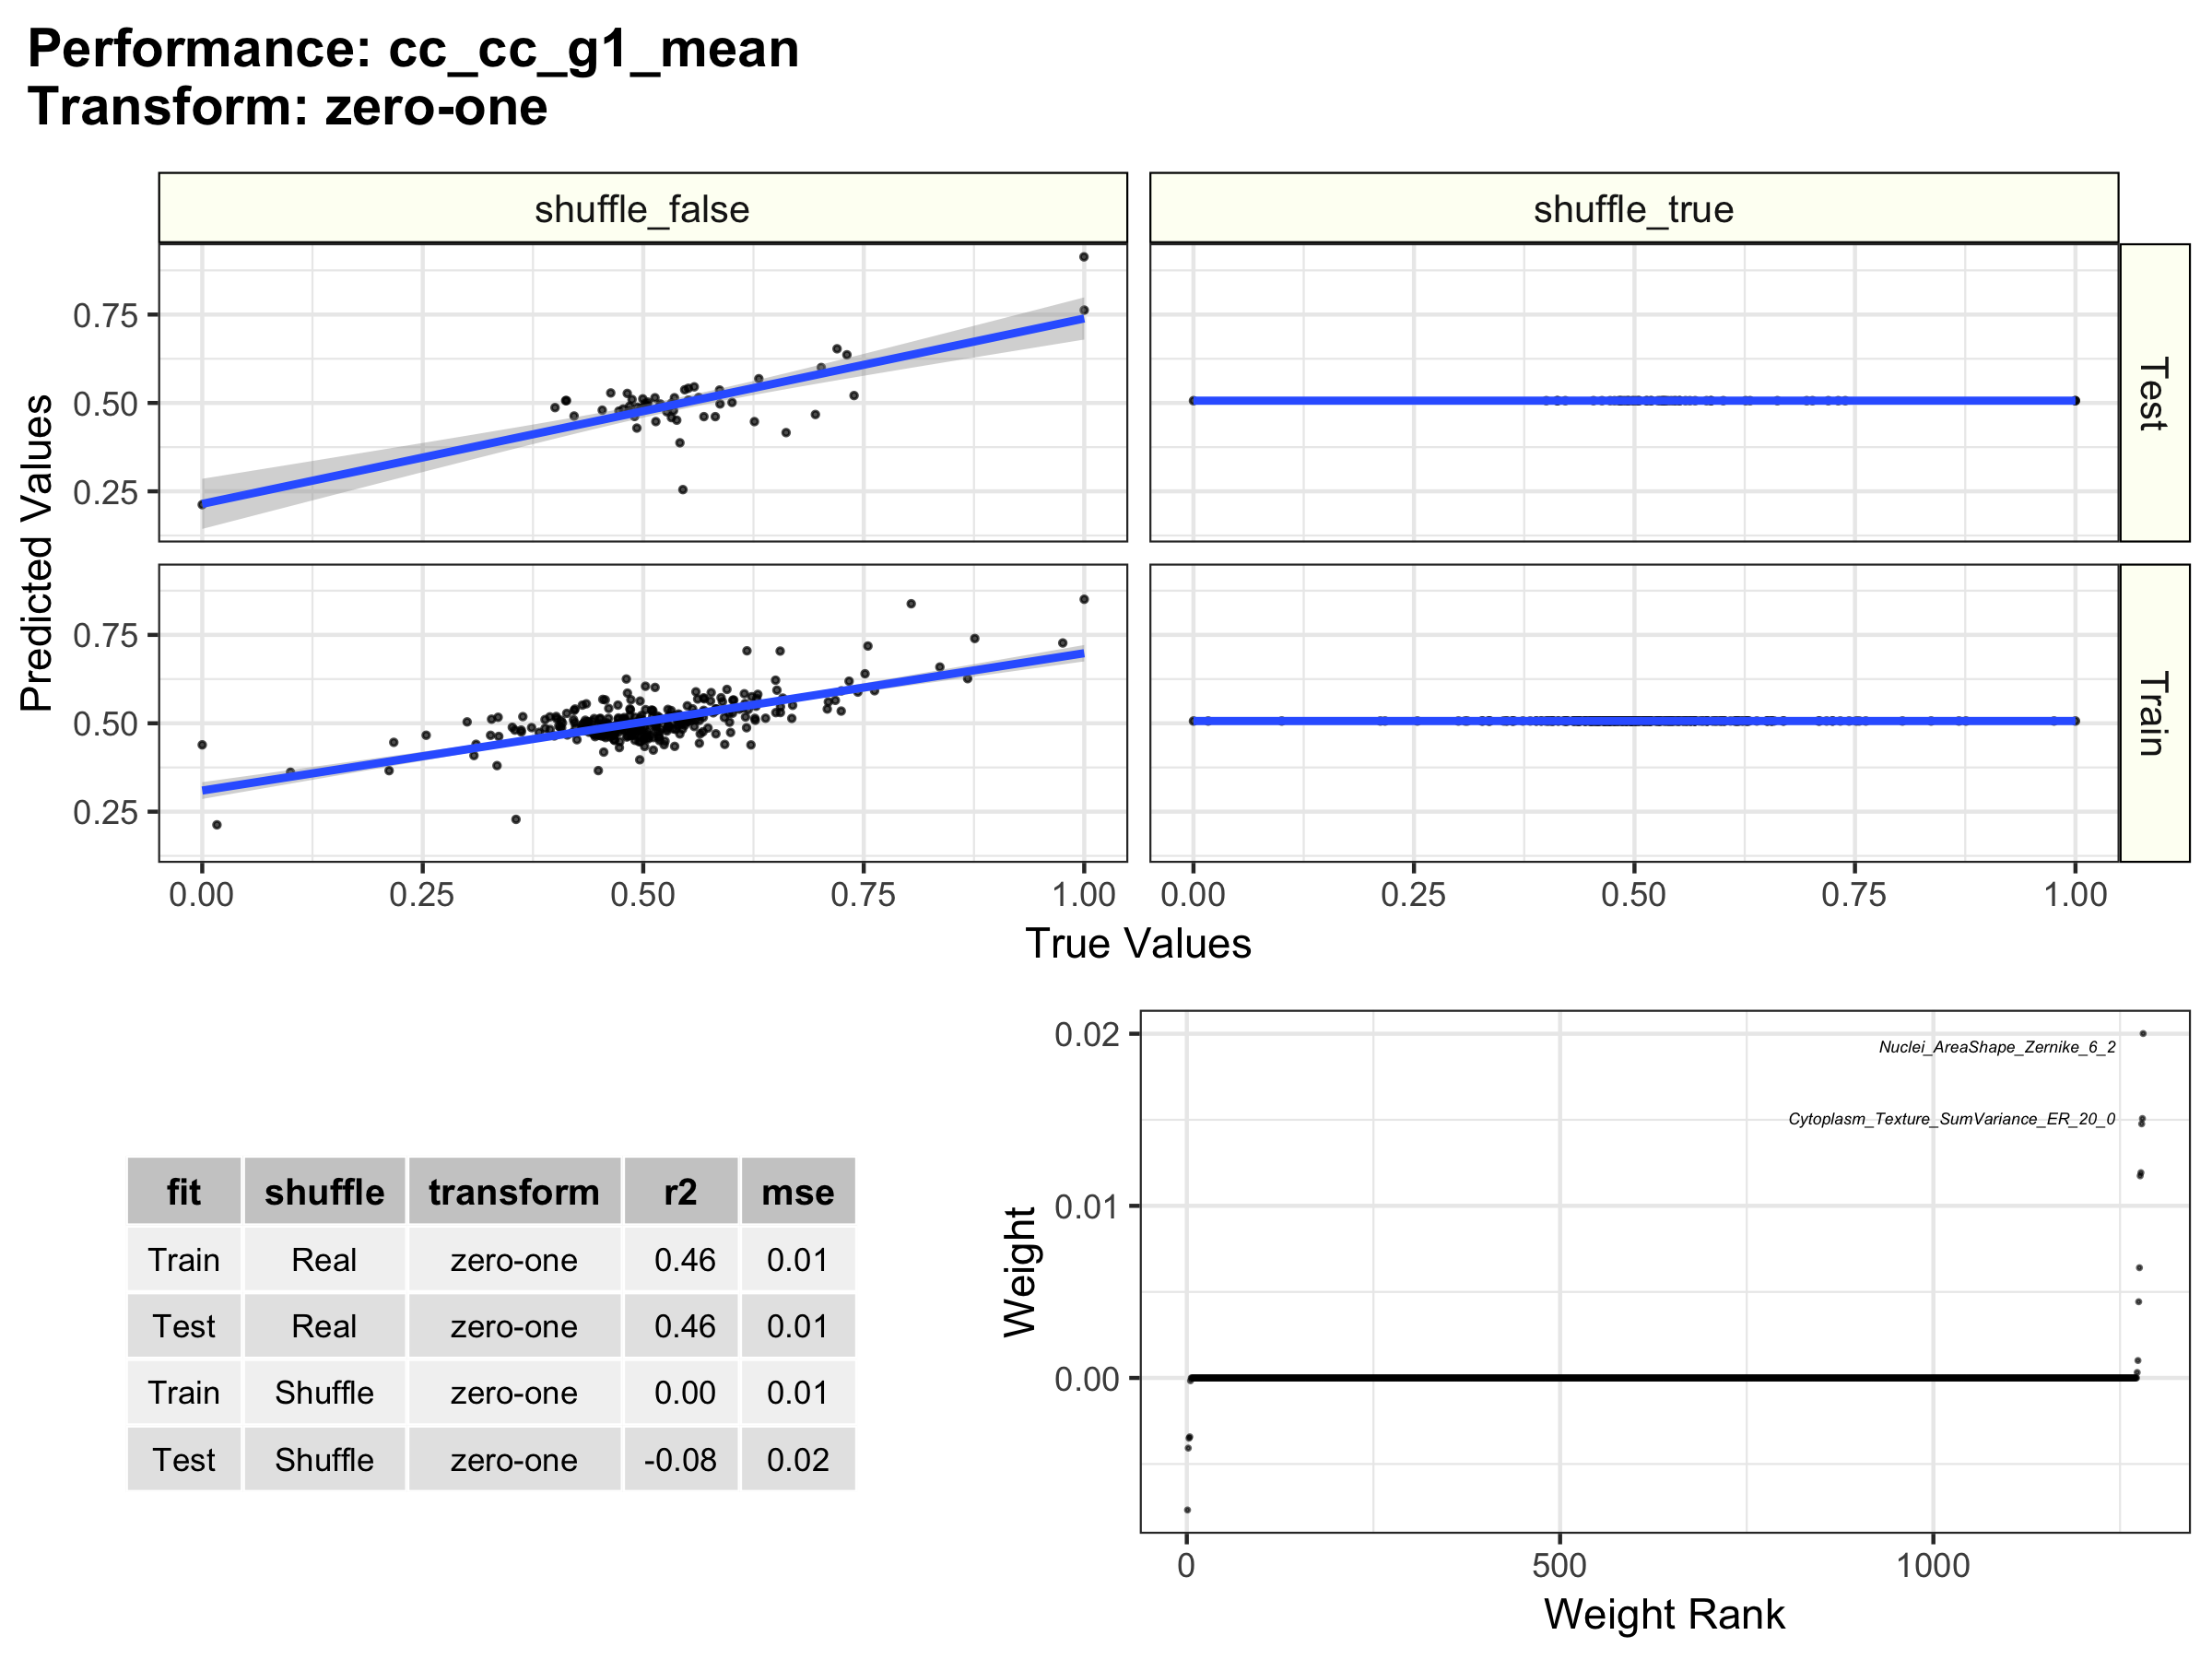 Performance: cc_cc_g1_mean
Transform: zero-one
shuffle_false
shuffle_true
Predicted Values
0.75
0.50
0.25
Test
0.75
0.50
0.25
Train
0.00 0.25 0.50 0.75 1.00
0.00 0.25 0.50 0.75 1.00
True Values
fit shuffle transform r2 mse
Train Real zero-one 0.46 0.01
Test Real zero-one 0.46 0.01
Train Shuffle zero-one 0.00 0.01
Test Shuffle zero-one -0.08 0.02
Weight
0.02
0.01
0.00
Nuclei_AreaShape_Zernike_6_2
Cytoplasm_Texture_SumVariance_ER_20_0
0 500 1000
Weight Rank